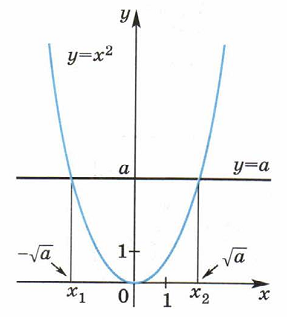 y
y=x²
a
y=a
1
-√a
√a
x₁
0
1
x₂
x